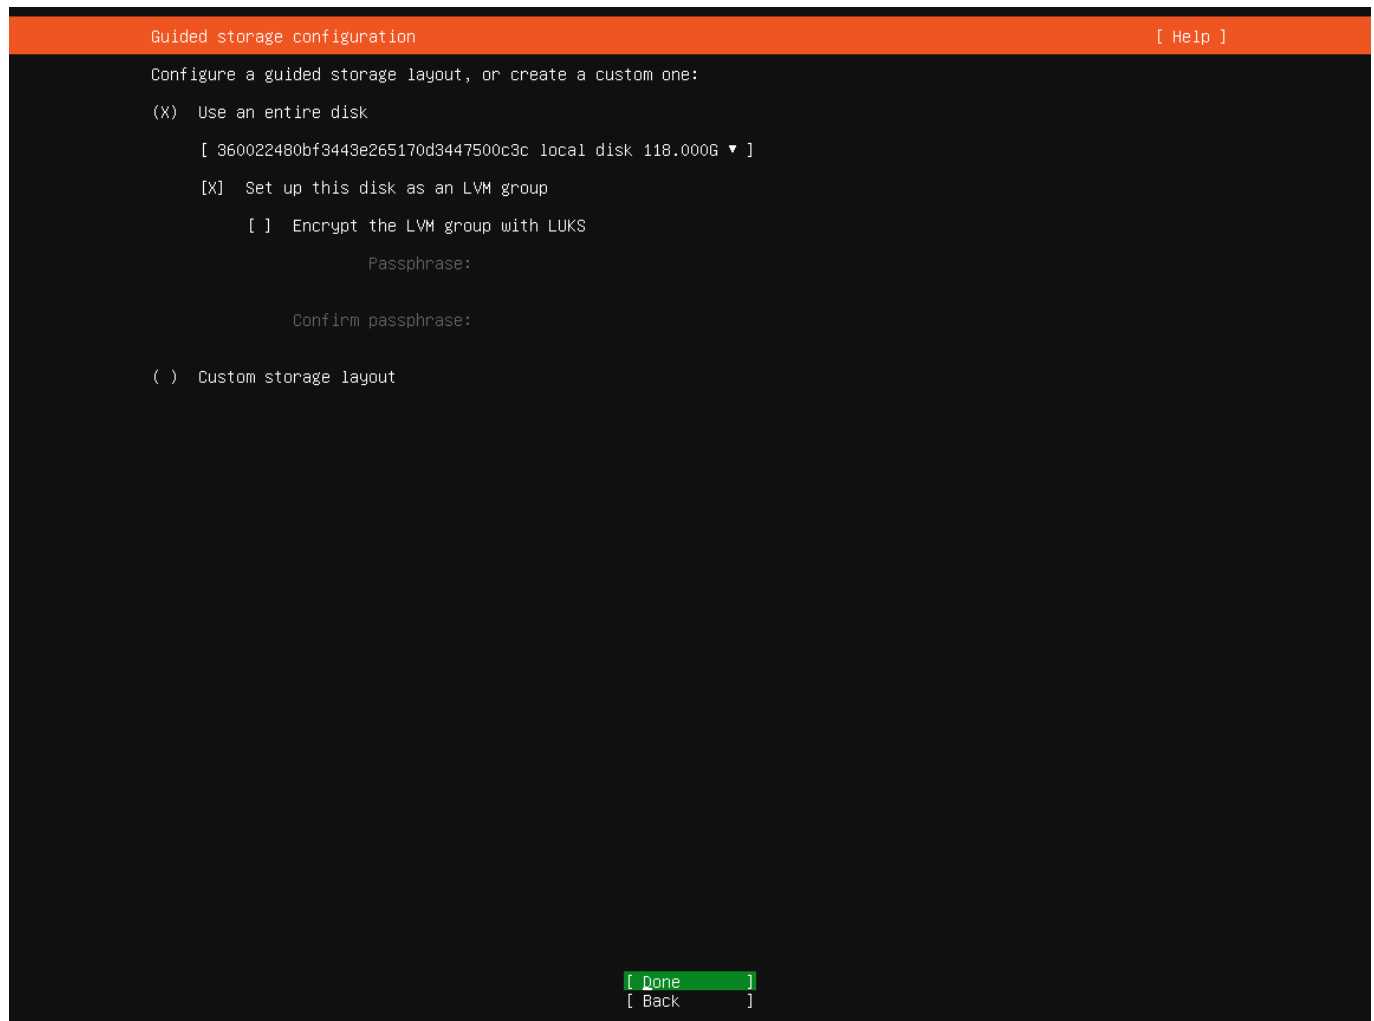 Guided storage configuration [ Help ]
Configure a guided storage layout, or create a custom one:
(X) Use an entire disk
[ 360022480bf3443e265170d3447500c3c local disk 118.000G ▾ ]
[X] Set up this disk as an LVM group
[ ] Encrypt the LVM group with LUKS
Passphrase:
Confirm passphrase:
( ) Custom storage layout
[ Done ]
[ Back ]